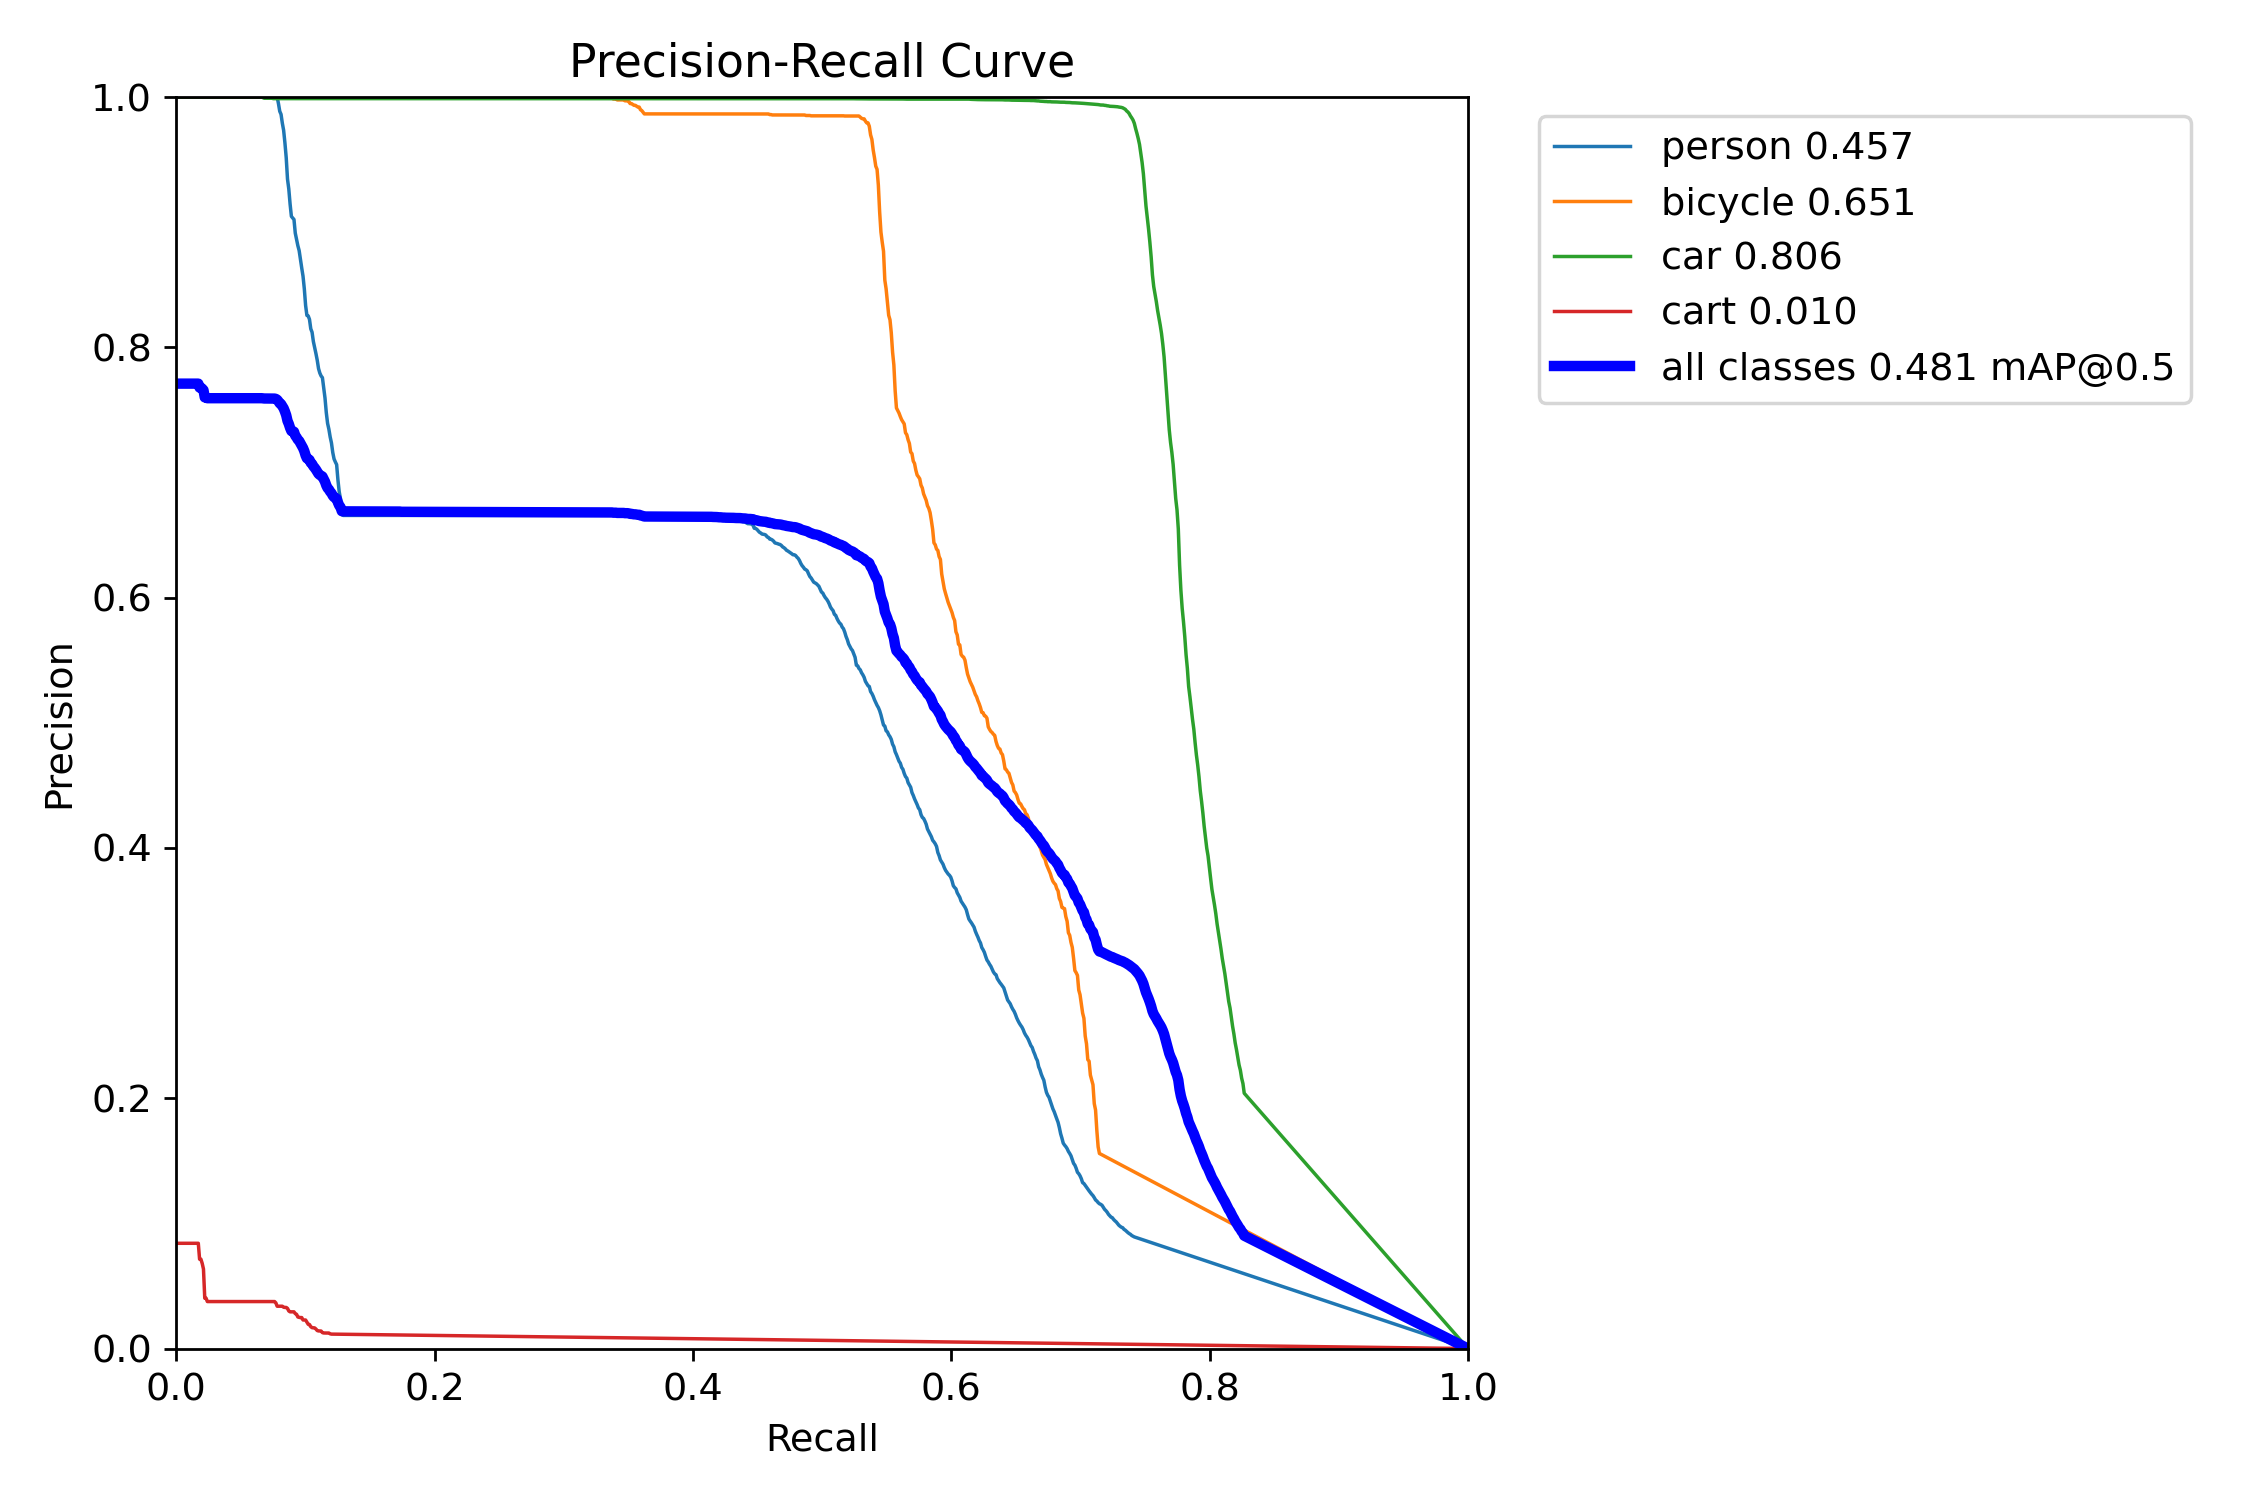 Precision-Recall Curve
1.0
0.8
0.6
0.4
0.2
0.0
Precision
0.0 0.2 0.4 0.6 0.8 1.0
Recall
person 0.457
bicycle 0.651
car 0.806
cart 0.010
all classes 0.481 mAP@0.5